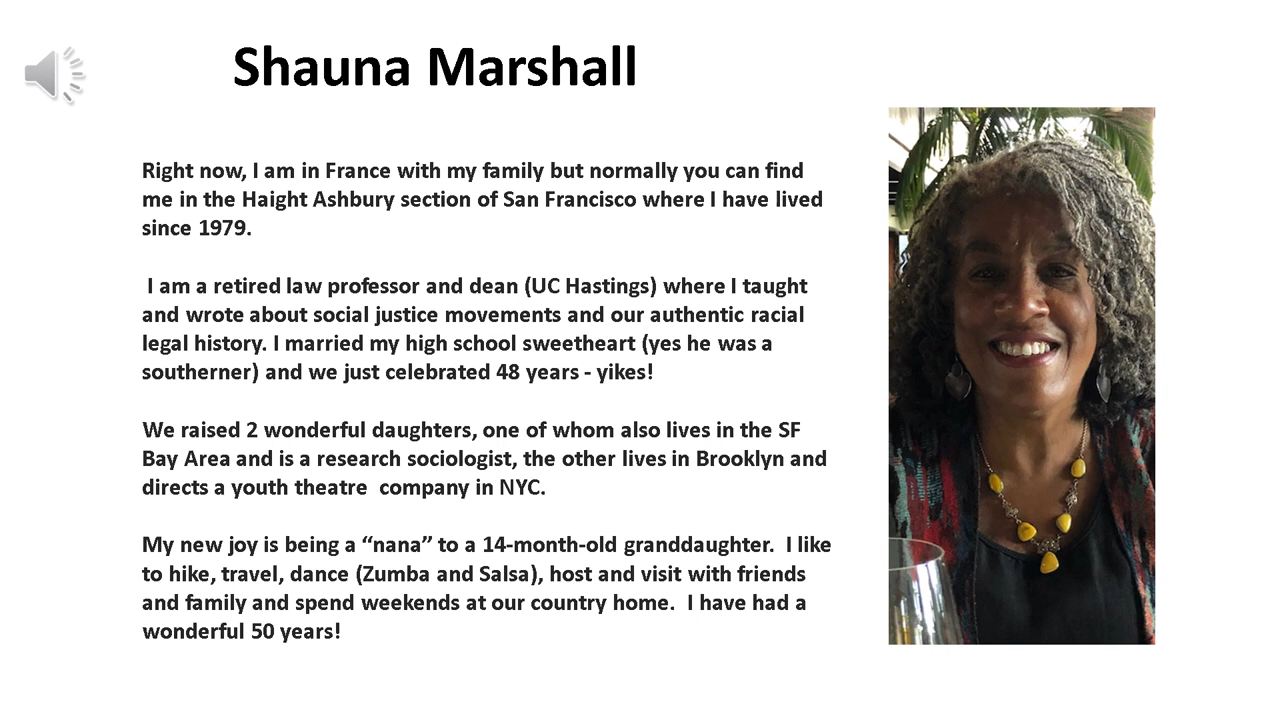 Shauna Marshall
Right now, I am in France with my family but normally you can find
me in the Haight Ashbury section of San Francisco where I have lived
since 1979.
I am a retired law professor and dean (UC Hastings) where I taught
and wrote about social justice movements and our authentic racial
legal history. I married my high school sweetheart (yes he was a
southerner) and we just celebrated 48 years - yikes!
We raised 2 wonderful daughters, one of whom also lives in the SF
Bay Area and is a research sociologist, the other lives in Brooklyn and
directs a youth theatre  company in NYC.
My new joy is being a “nana” to a 14-month-old granddaughter.  I like
to hike, travel, dance (Zumba and Salsa), host and visit with friends
and family and spend weekends at our country home.  I have had a
wonderful 50 years!